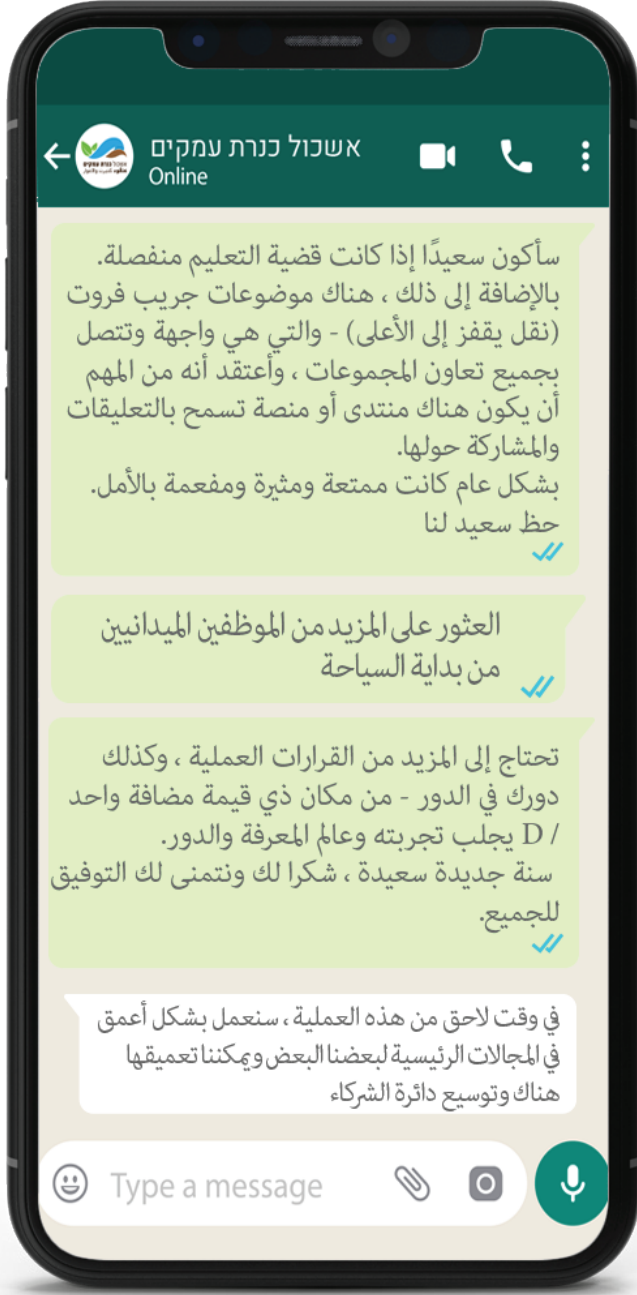 אשכול כנרת עמקים
Online
سأكون سعيدًا إذا كانت قضية التعليم منفصلة.
بالإضافة إلى ذلك ، هناك موضوعات جريب فروت
(نقل يقفز إلى الأعلى) - والتي هي واجهة وتتصل
بجميع تعاون المجموعات ، وأعتقد أنه من المهم
أن يكون هناك منتدى أو منصة تسمح بالتعليقات
والمشاركة حولها.
بشكل عام كانت ممتعة ومثيرة ومفعمة بالأمل.
حظ سعيد لنا
العثور على المزيد من الموظفين الميدانيين
من بداية السياحة
تحتاج إلى المزيد من القرارات العملية ، وكذلك
دورك في الدور - من مكان ذي قيمة مضافة واحد
/ D يجلب تجربته وعالم المعرفة والدور.
سنة جديدة سعيدة ، شكرا لك ونتمنى لك التوفيق
للجميع.
في وقت لاحق من هذه العملية ، سنعمل بشكل أعمق
في المجالات الرئيسية لبعضنا البعض ويمكننا تعميقها
هناك وتوسيع دائرة الشركاء
Type a message